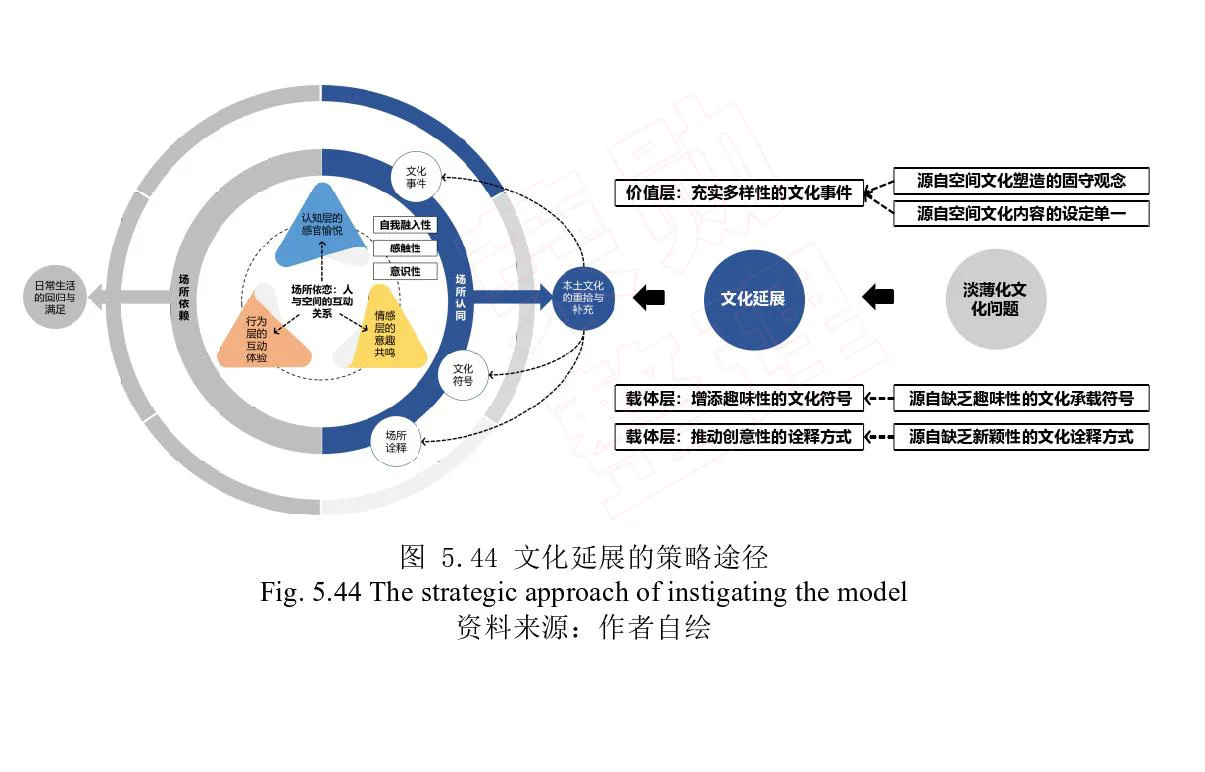 文化
事件
认知层的
感官愉悦
自我融入性
感触性
意识性
场所依恋：人
与空间的互动
关系
行为
层的
互动
体验
情感
层的
意趣
共鸣
场所依赖
场所认同
日常生活
的回归与
满足
文化
符号
场所
诠释
本土文化
的重拾与
补充
价值层：充实多样性的文化事件
源自空间文化塑造的固守观念
源自空间文化内容的设定单一
文化延展
淡薄化文
化问题
载体层：增添趣味性的文化符号
源自缺乏趣味性的文化承载符号
载体层：推动创意性的诠释方式
源自缺乏新颖性的文化诠释方式
图 5.44 文化延展的策略途径
Fig. 5.44 The strategic approach of instigating the model
资料来源：作者自绘